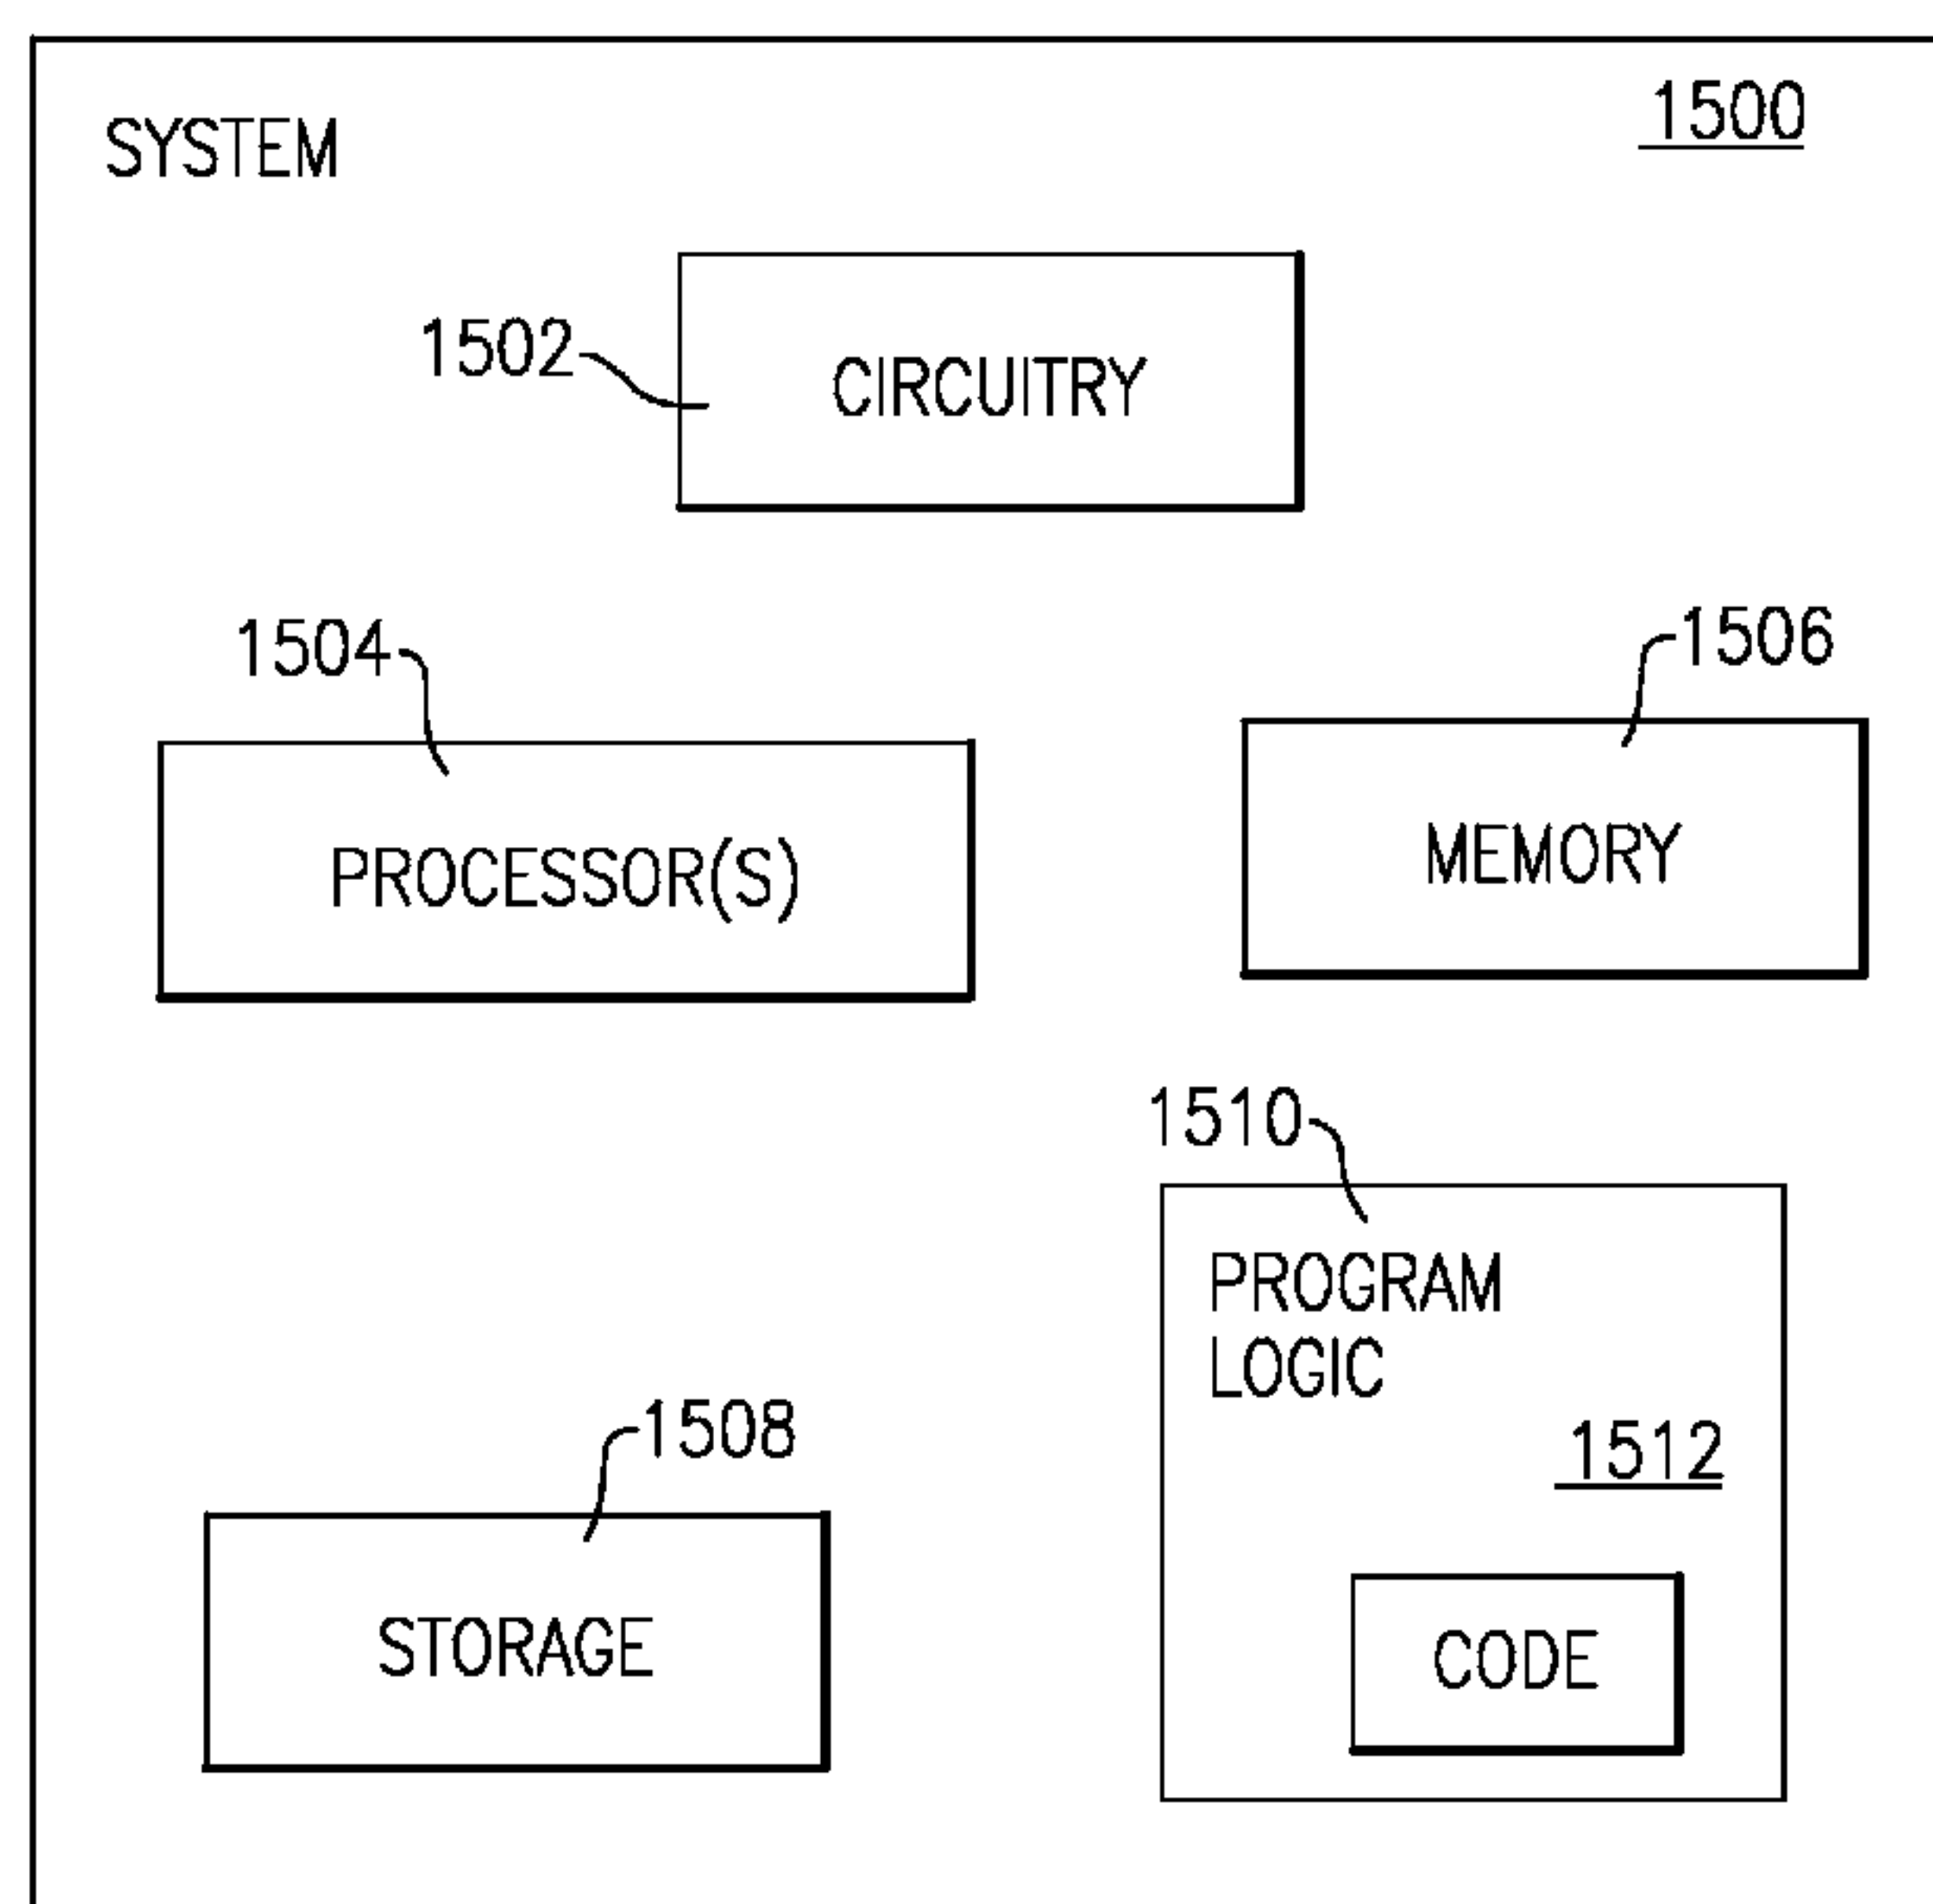 1500
SYSTEM
1502
CIRCUITRY
1504
1506
PROCESSOR(S)
MEMORY
1510
PROGRAM
LOGIC
1508
1512
STORAGE
CODE